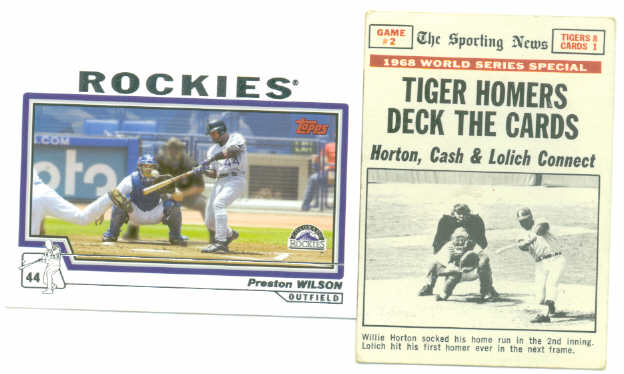 ROCKIES®
Topps
.COM
ROCKIES
44
Preston WILSON
OUTFIELD
GAME #2
The Sporting News
TIGERS 8
CARDS 1
1968 WORLD SERIES SPECIAL
TIGER HOMERS
DECK THE CARDS
Horton, Cash & Lolich Connect
Willie Horton socked his home run in the 2nd inning.
Lolich hit his first homer ever in the next frame.